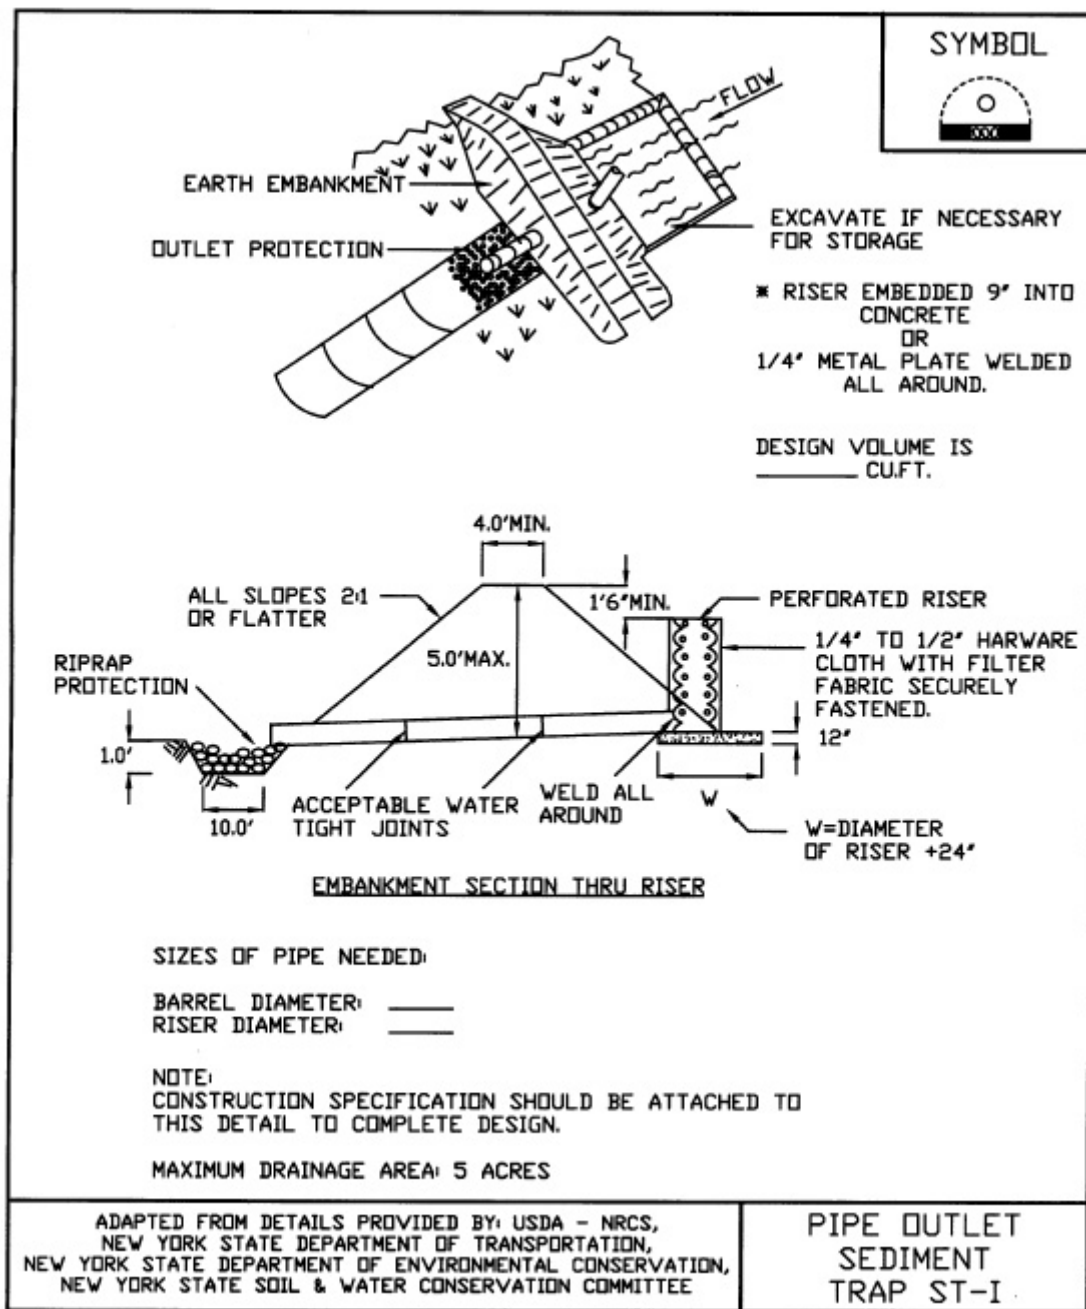 SYMBOL
FLOW
EARTH EMBANKMENT
OUTLET PROTECTION
EXCAVATE IF NECESSARY
FOR STORAGE
* RISER EMBEDDED 9" INTO
CONCRETE
OR
1/4" METAL PLATE WELDED
ALL AROUND.
DESIGN VOLUME IS
________ CU.FT.
4.0'MIN.
ALL SLOPES 2:1
OR FLATTER
1'6"MIN.
PERFORATED RISER
5.0'MAX.
1/4" TO 1/2" HARWARE
CLOTH WITH FILTER
FABRIC SECURELY
FASTENED.
RIPRAP
PROTECTION
1.0'
12"
10.0'
ACCEPTABLE WATER
TIGHT JOINTS
WELD ALL
AROUND
W
W=DIAMETER
OF RISER +24"
EMBANKMENT SECTION THRU RISER
SIZES OF PIPE NEEDED:
BARREL DIAMETER: _____
RISER DIAMETER: _____
NOTE:
CONSTRUCTION SPECIFICATION SHOULD BE ATTACHED TO
THIS DETAIL TO COMPLETE DESIGN.
MAXIMUM DRAINAGE AREA: 5 ACRES
ADAPTED FROM DETAILS PROVIDED BY: USDA - NRCS,
NEW YORK STATE DEPARTMENT OF TRANSPORTATION,
NEW YORK STATE DEPARTMENT OF ENVIRONMENTAL CONSERVATION,
NEW YORK STATE SOIL & WATER CONSERVATION COMMITTEE
PIPE OUTLET
SEDIMENT
TRAP ST-I